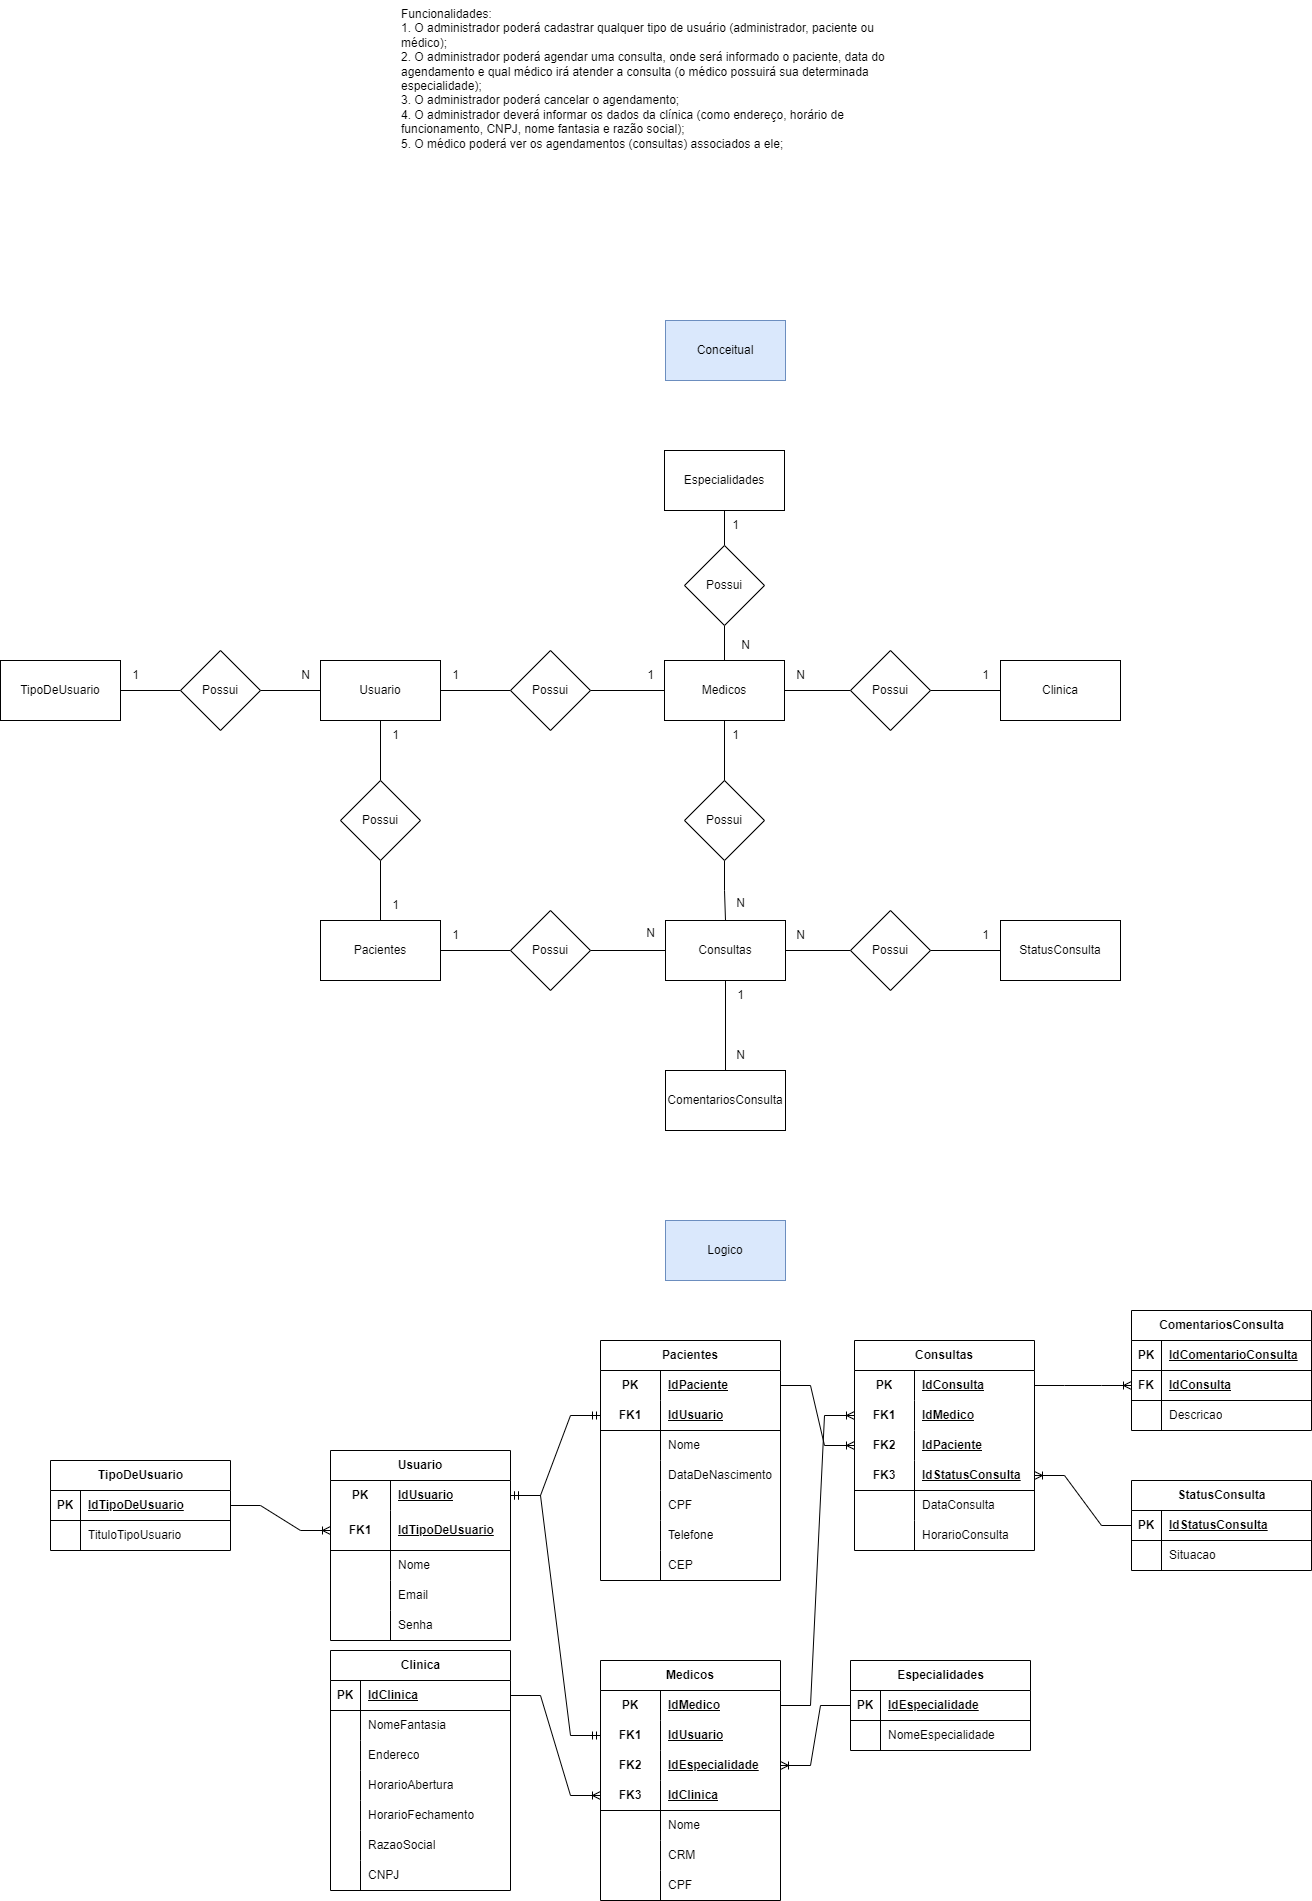 Funcionalidades:
1. O administrador poderá cadastrar qualquer tipo de usuário (administrador, paciente ou
médico);
2. O administrador poderá agendar uma consulta, onde será informado o paciente, data do
agendamento e qual médico irá atender a consulta (o médico possuirá sua determinada
especialidade);
3. O administrador poderá cancelar o agendamento;
4. O administrador deverá informar os dados da clínica (como endereço, horário de
funcionamento, CNPJ, nome fantasia e razão social);
5. O médico poderá ver os agendamentos (consultas) associados a ele;
Conceitual
Especialidades
1
Possui
N
TipoDeUsuario 1 Possui N Usuario 1 Possui 1 Medicos N Possui 1 Clinica
1 1
Possui Possui
1 N
Pacientes 1 Possui N Consultas N Possui 1 StatusConsulta
1
N
ComentariosConsulta
Logico
TipoDeUsuario
PK IdTipoDeUsuario
TituloTipoUsuario
Usuario
PK IdUsuario
FK1 IdTipoDeUsuario
Nome
Email
Senha
Clinica
PK IdClinica
NomeFantasia
Endereco
HorarioAbertura
HorarioFechamento
RazaoSocial
CNPJ
Pacientes
PK IdPaciente
FK1 IdUsuario
Nome
DataDeNascimento
CPF
Telefone
CEP
Medicos
PK IdMedico
FK1 IdUsuario
FK2 IdEspecialidade
FK3 IdClinica
Nome
CRM
CPF
Consultas
PK IdConsulta
FK1 IdMedico
FK2 IdPaciente
FK3 IdStatusConsulta
DataConsulta
HorarioConsulta
Especialidades
PK IdEspecialidade
NomeEspecialidade
ComentariosConsulta
PK IdComentarioConsulta
FK IdConsulta
Descricao
StatusConsulta
PK IdStatusConsulta
Situacao